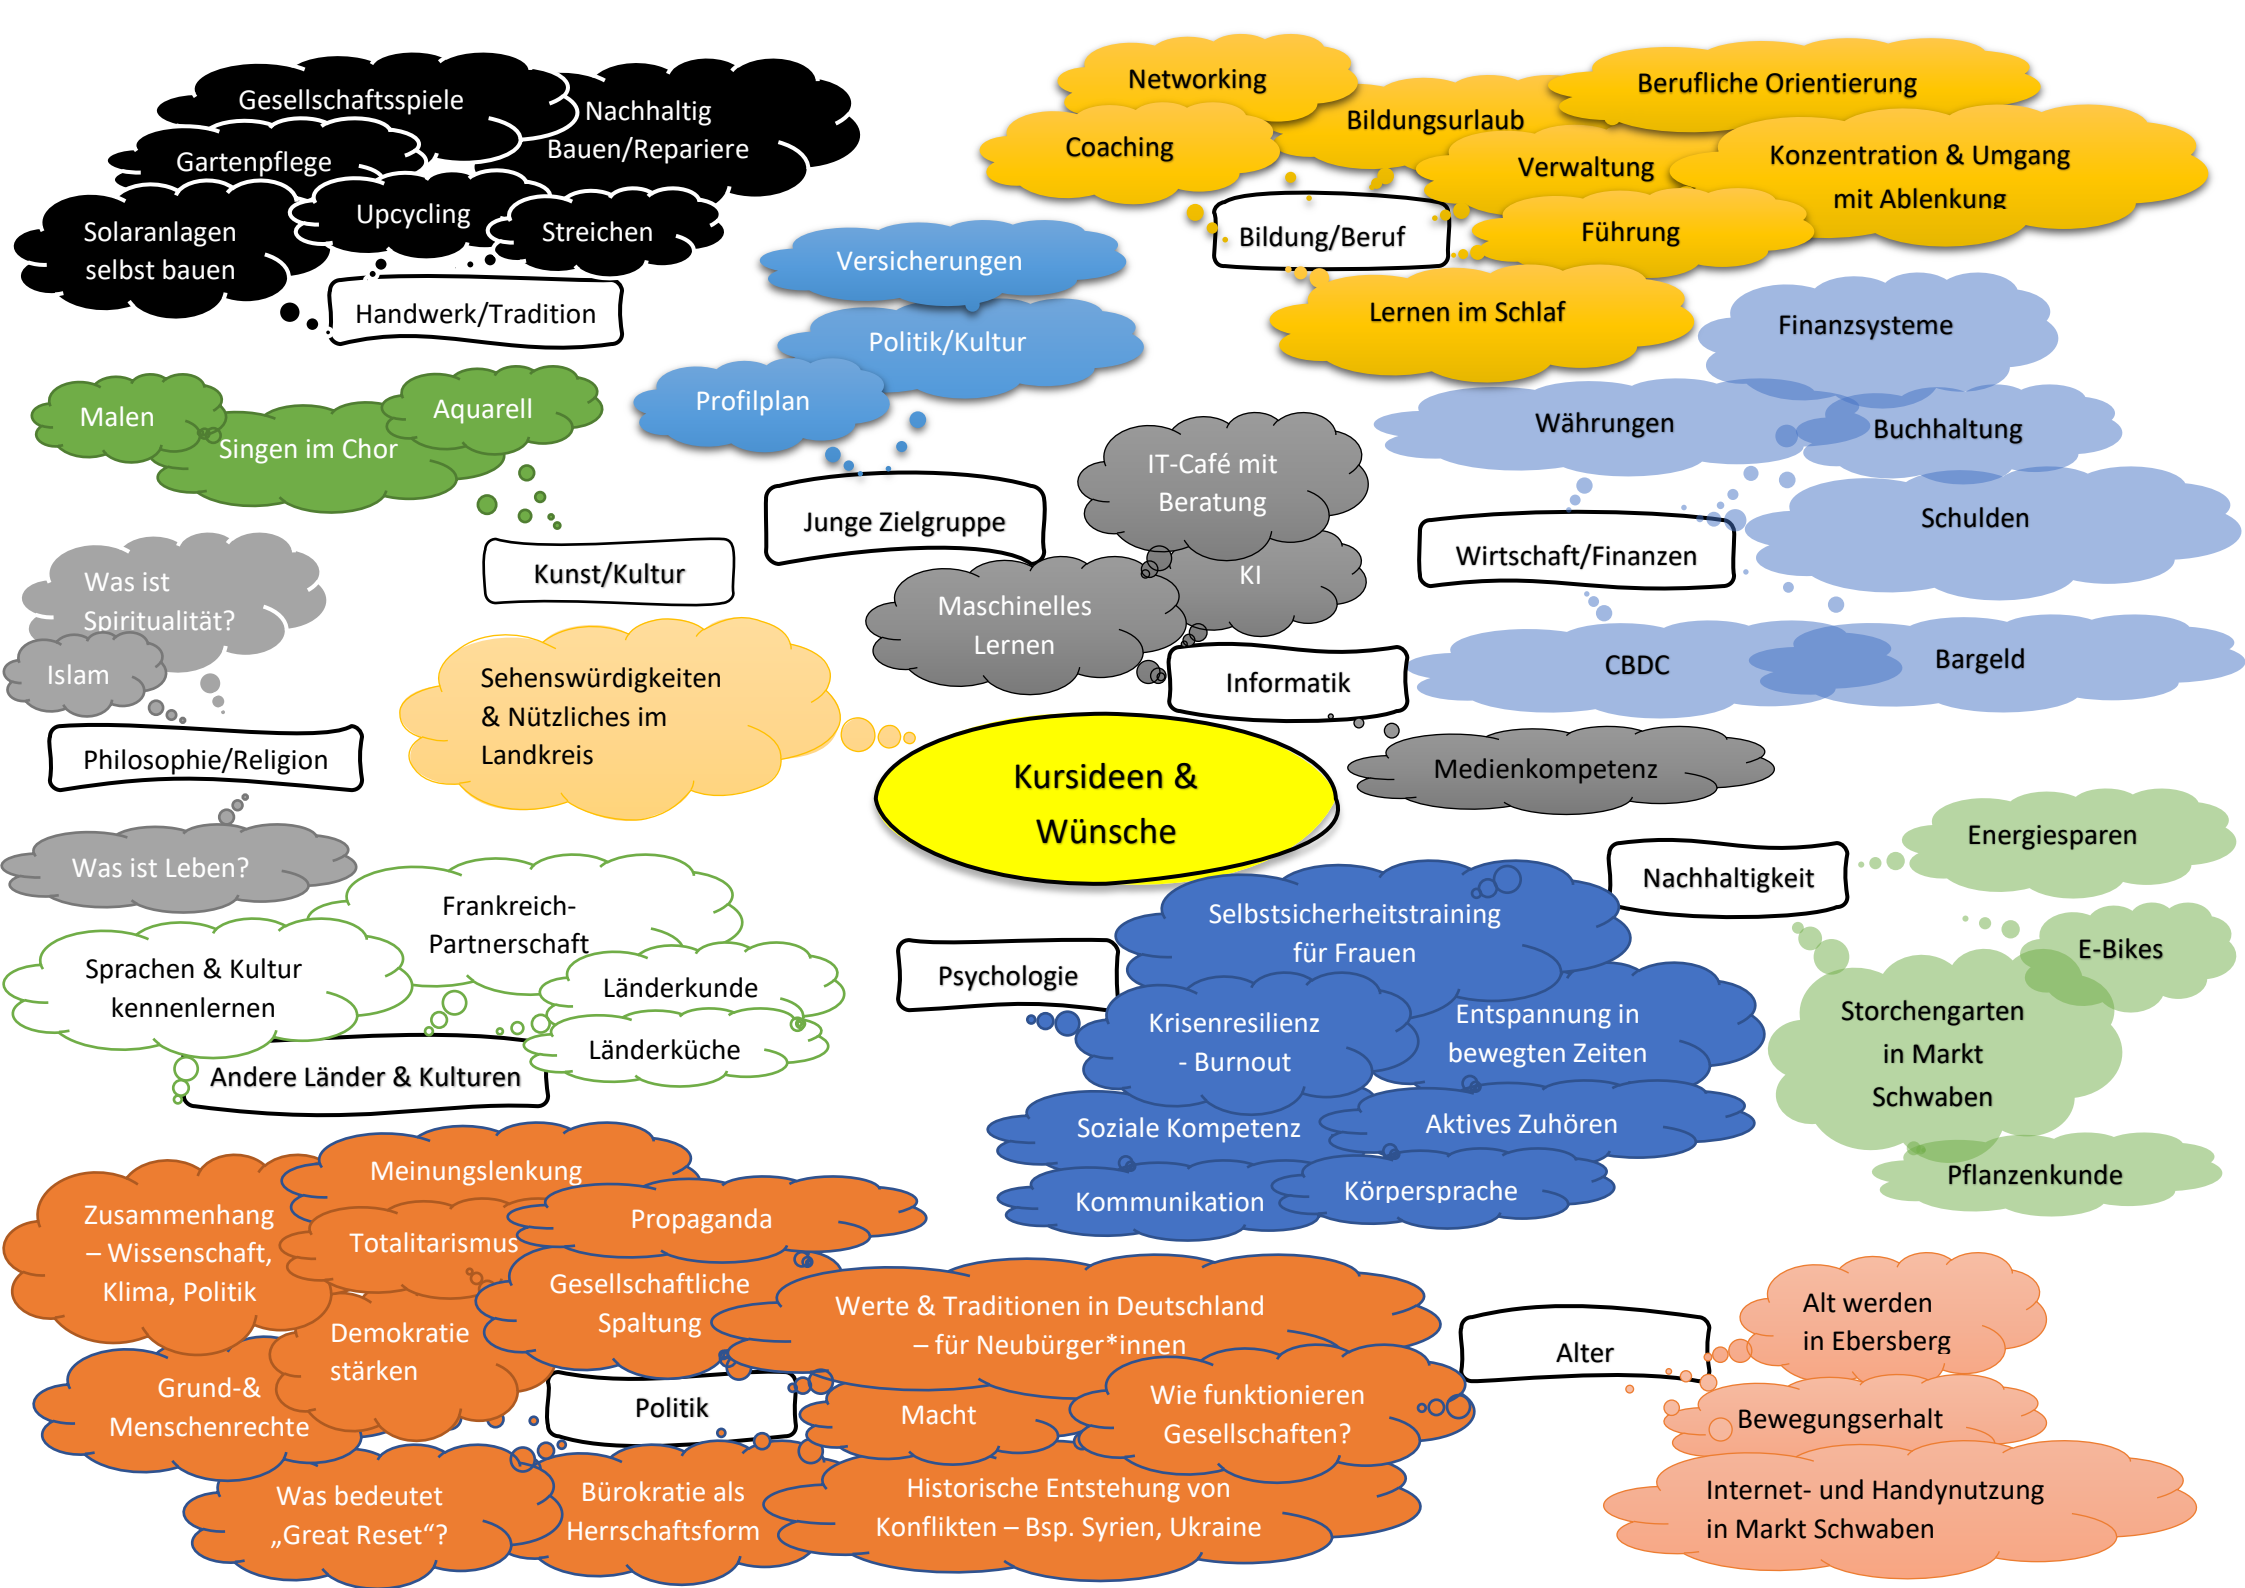 Gesellschaftsspiele
Nachhaltig
Bauen/Repariere
Gartenpflege
Upcycling
Streichen
Solaranlagen
selbst bauen
Handwerk/Tradition
Networking
Berufliche Orientierung
Bildungsurlaub
Coaching
Verwaltung
Konzentration & Umgang
mit Ablenkung
Führung
Bildung/Beruf
Lernen im Schlaf
Versicherungen
Politik/Kultur
Profilplan
Junge Zielgruppe
Malen
Singen im Chor
Aquarell
Kunst/Kultur
Finanzsysteme
Währungen
Buchhaltung
Schulden
Wirtschaft/Finanzen
CBDC
Bargeld
IT-Café mit
Beratung
KI
Maschinelles
Lernen
Informatik
Medienkompetenz
Was ist
Spiritualität?
Islam
Philosophie/Religion
Was ist Leben?
Sehenswürdigkeiten
& Nützliches im
Landkreis
Kursideen &
Wünsche
Energiesparen
Nachhaltigkeit
E-Bikes
Storchengarten
in Markt
Schwaben
Pflanzenkunde
Frankreich-
Partnerschaft
Sprachen & Kultur
kennenlernen
Länderkunde
Länderküche
Andere Länder & Kulturen
Selbstsicherheitstraining
für Frauen
Psychologie
Krisenresilienz
- Burnout
Entspannung in
bewegten Zeiten
Soziale Kompetenz
Aktives Zuhören
Kommunikation
Körpersprache
Meinungslenkung
Zusammenhang
– Wissenschaft,
Klima, Politik
Totalitarismus
Propaganda
Gesellschaftliche
Spaltung
Demokratie
stärken
Werte & Traditionen in Deutschland
– für Neubürger*innen
Grund-&
Menschenrechte
Politik
Macht
Wie funktionieren
Gesellschaften?
Was bedeutet
„Great Reset“?
Bürokratie als
Herrschaftsform
Historische Entstehung von
Konflikten – Bsp. Syrien, Ukraine
Alter
Alt werden
in Ebersberg
Bewegungserhalt
Internet- und Handynutzung
in Markt Schwaben